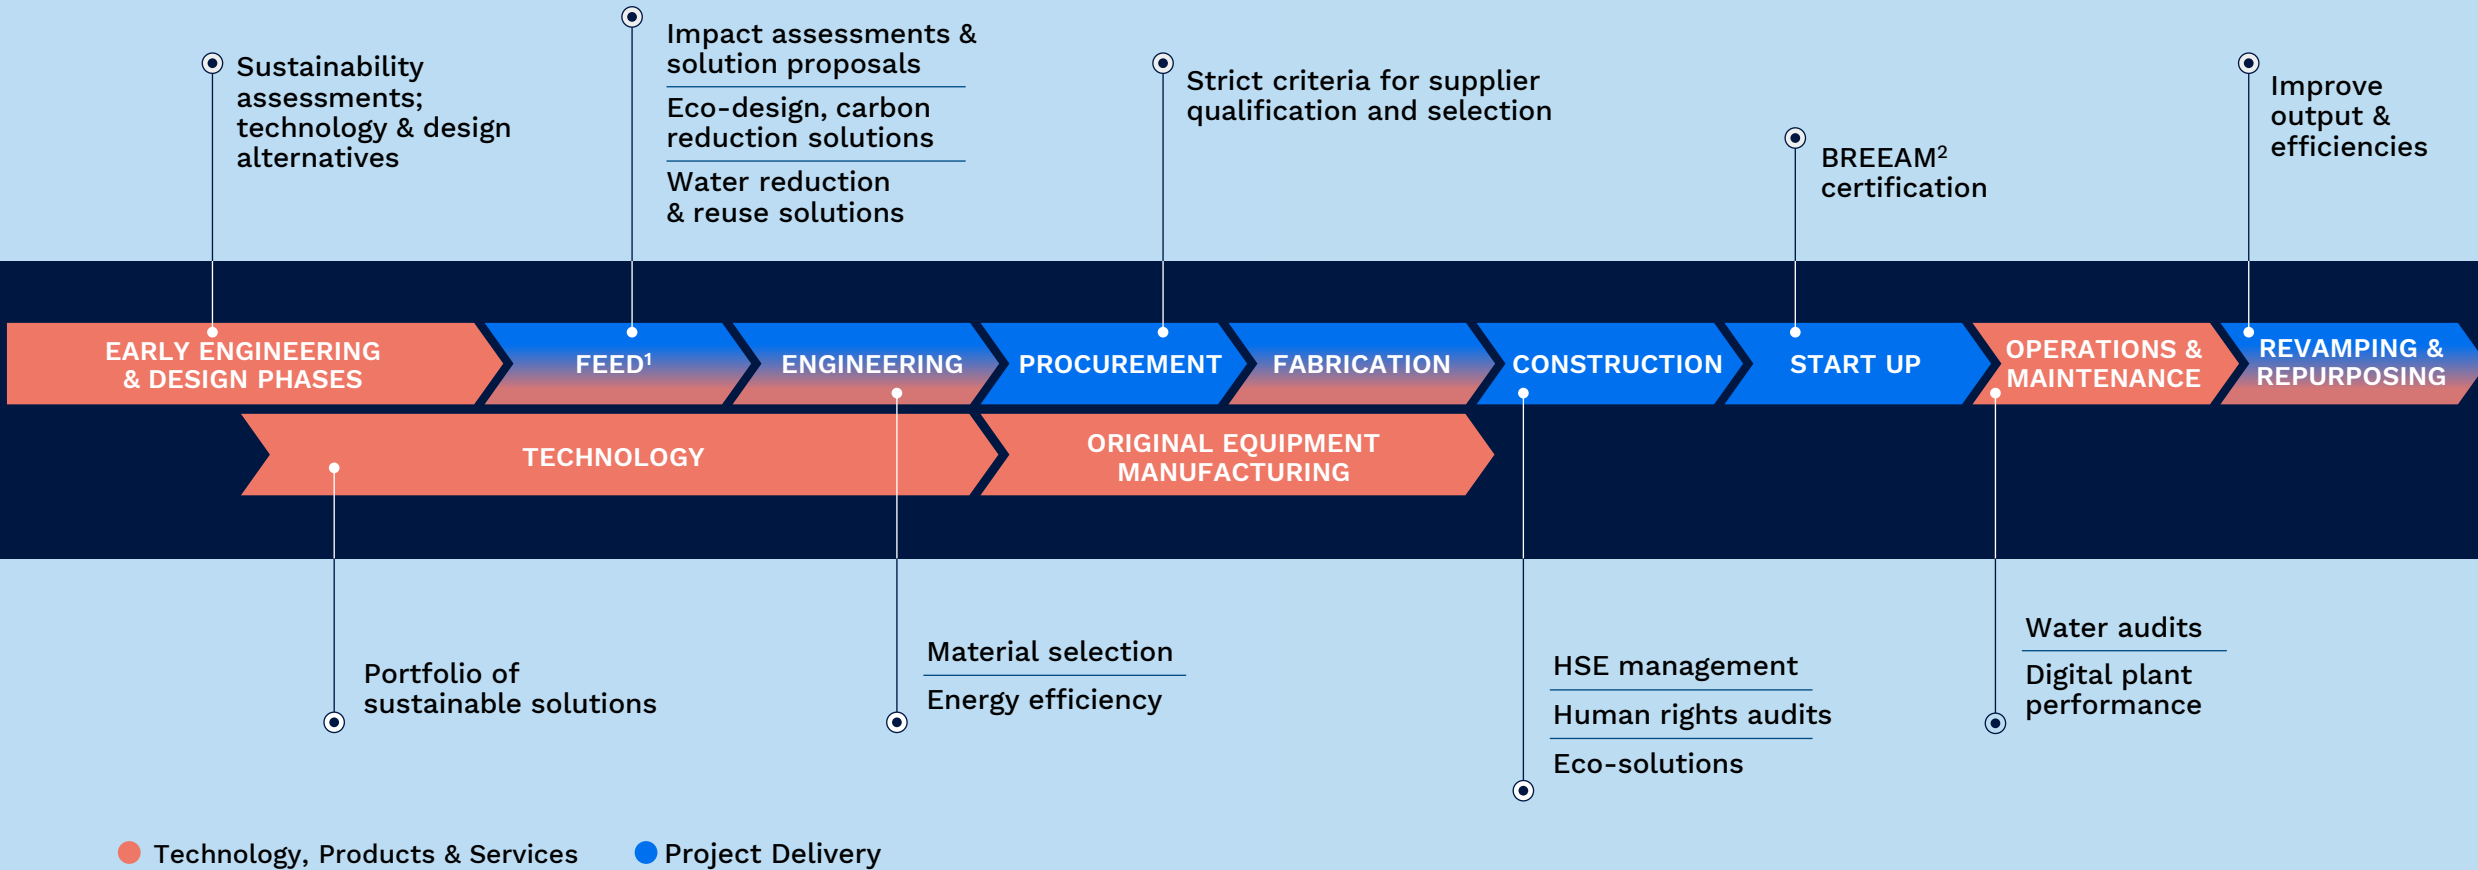 Sustainability
assessments;
technology & design
alternatives
Impact assessments &
solution proposals
Eco-design, carbon
reduction solutions
Water reduction
& reuse solutions
Strict criteria for supplier
qualification and selection
BREEAM²
certification
Improve
output &
efficiencies
EARLY ENGINEERING
& DESIGN PHASES
FEED¹
ENGINEERING
PROCUREMENT
FABRICATION
CONSTRUCTION
START UP
OPERATIONS &
MAINTENANCE
REVAMPING &
REPURPOSING
TECHNOLOGY
ORIGINAL EQUIPMENT
MANUFACTURING
Portfolio of
sustainable solutions
Material selection
Energy efficiency
HSE management
Human rights audits
Eco-solutions
Water audits
Digital plant
performance
Technology, Products & Services
Project Delivery